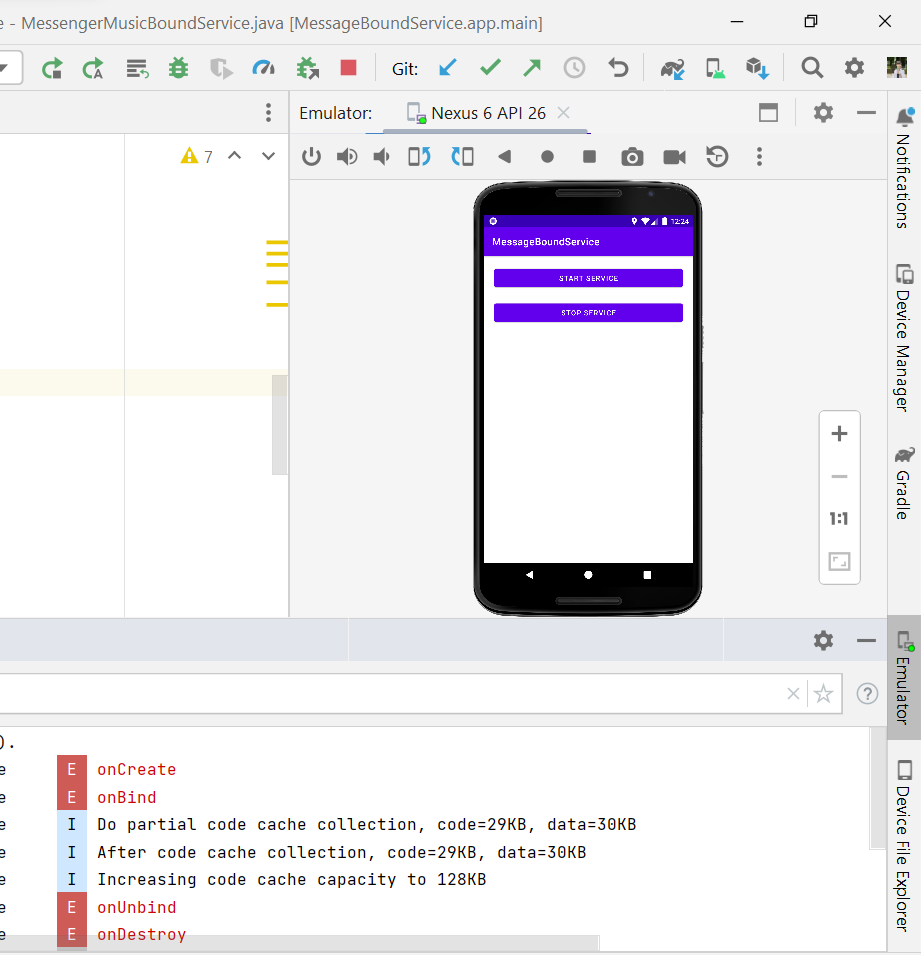 e - MessengerMusicBoundService.java [MessageBoundService.app.main]
Git:
Emulator: Nexus 6 API 26
7
12:24
MessageBoundService
START SERVICE
STOP SERVICE
1:1
Notifications
Device Manager
Gradle
Emulator
Device File Explorer
?
).
e E onCreate
e E onBind
e I Do partial code cache collection, code=29KB, data=30KB
e I After code cache collection, code=29KB, data=30KB
e I Increasing code cache capacity to 128KB
e E onUnbind
e E onDestroy